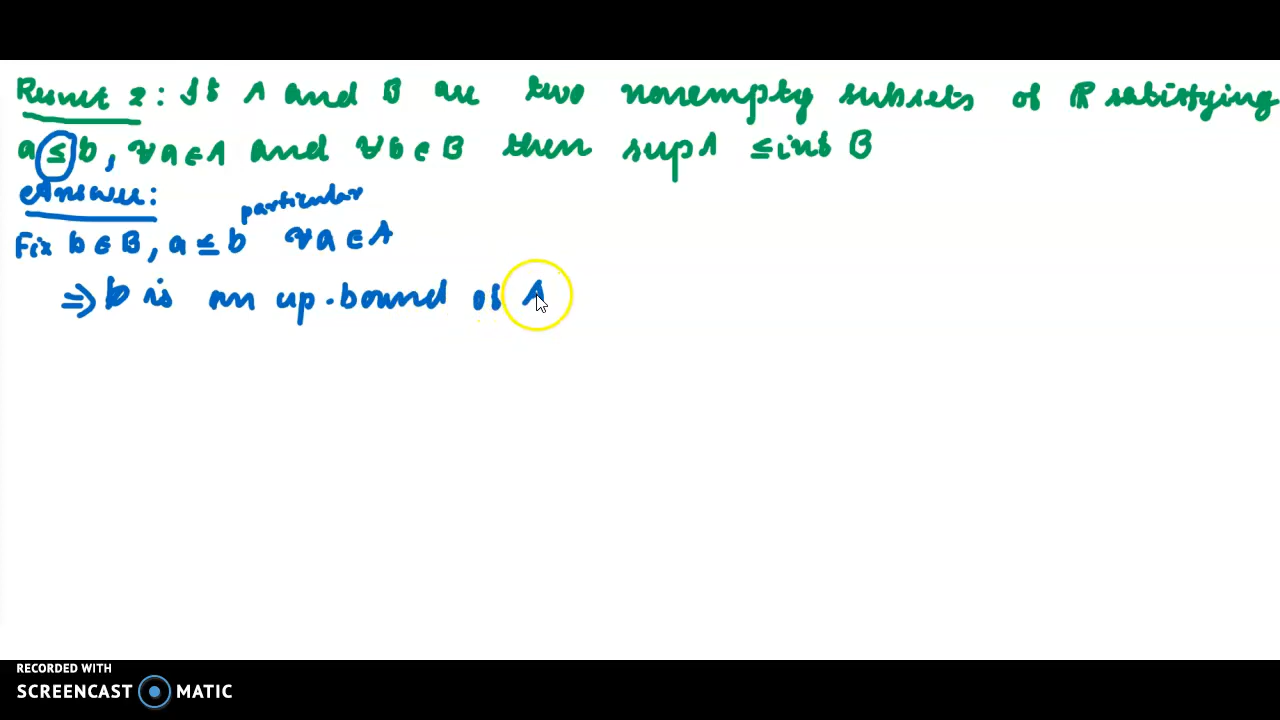 Result 2: If A and B are two nonempty subsets of R satisfying
a ≤ b, ∀a∈A and ∀b∈B then sup A ≤ inf B
Answer:
particular
Fix b∈B, a ≤ b ∀a∈A
⇒ b is an up. bound of A
RECORDED WITH
SCREENCAST MATIC